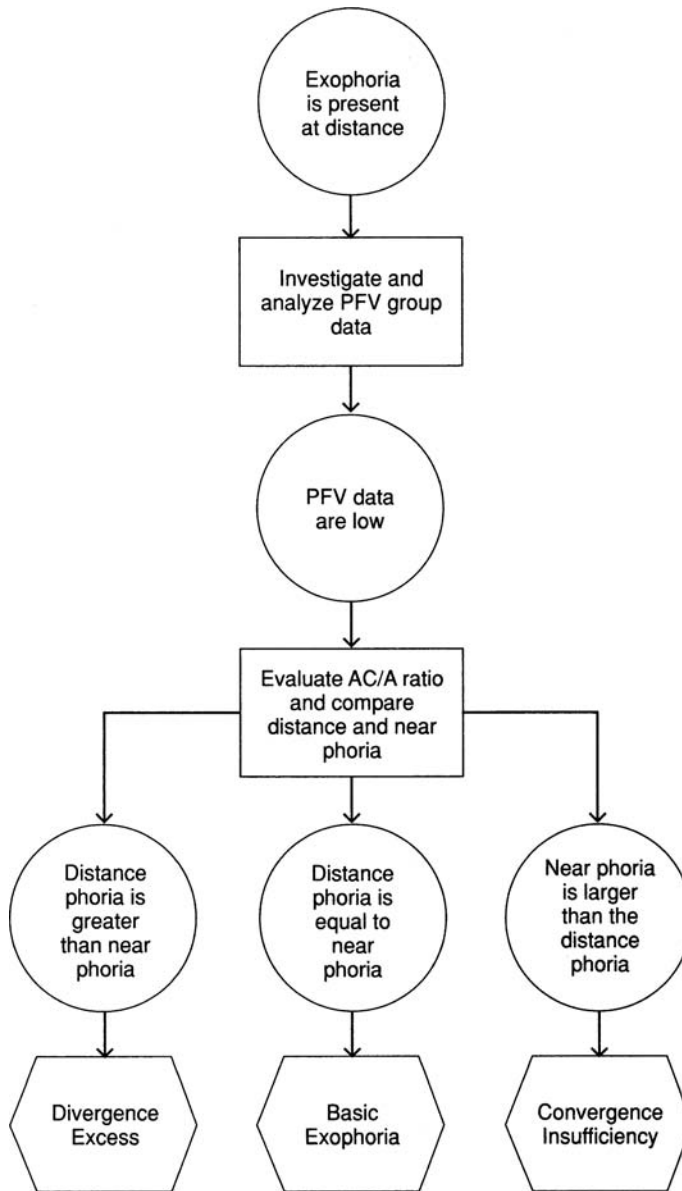 Exophoria
is present
at distance
Investigate and
analyze PFV group
data
PFV data
are low
Evaluate AC/A ratio
and compare
distance and near
phoria
Distance
phoria is
greater
than near
phoria
Distance
phoria is
equal to
near
phoria
Near phoria
is larger
than the
distance
phoria
Divergence
Excess
Basic
Exophoria
Convergence
Insufficiency